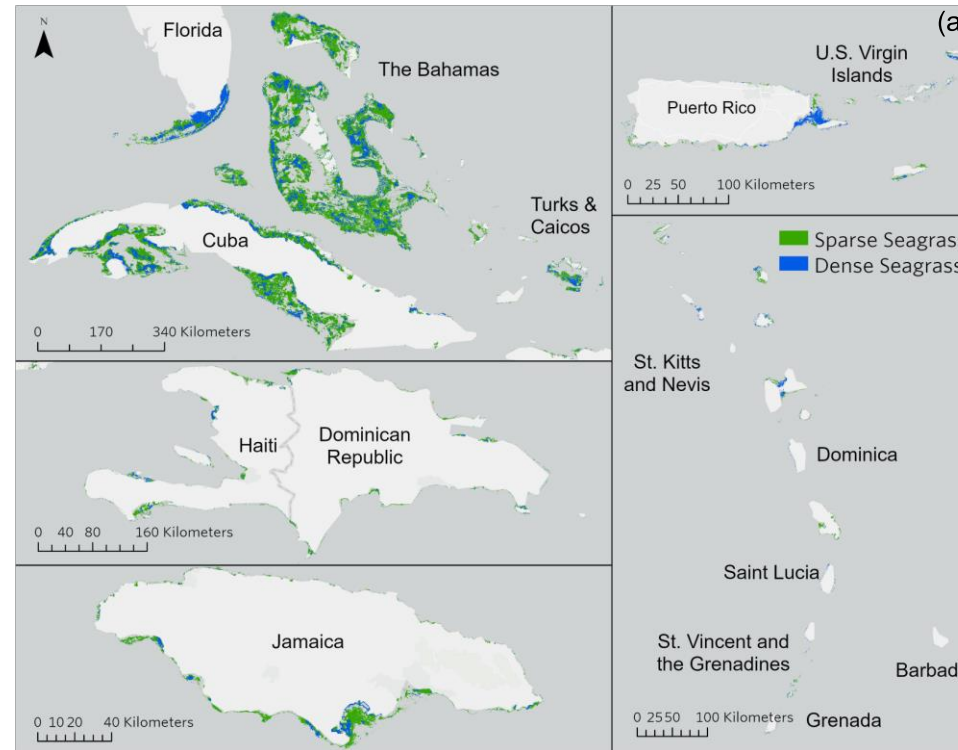 N
Florida
The Bahamas
Turks &
Caicos
Cuba
0 170 340 Kilometers
(a
U.S. Virgin
Islands
Puerto Rico
0 25 50 100 Kilometers
Sparse Seagras
Dense Seagrass
St. Kitts
and Nevis
Dominica
Saint Lucia
St. Vincent and
the Grenadines
Barbad
Grenada
0 25 50 100 Kilometers
Haiti
Dominican
Republic
0 40 80 160 Kilometers
Jamaica
0 10 20 40 Kilometers